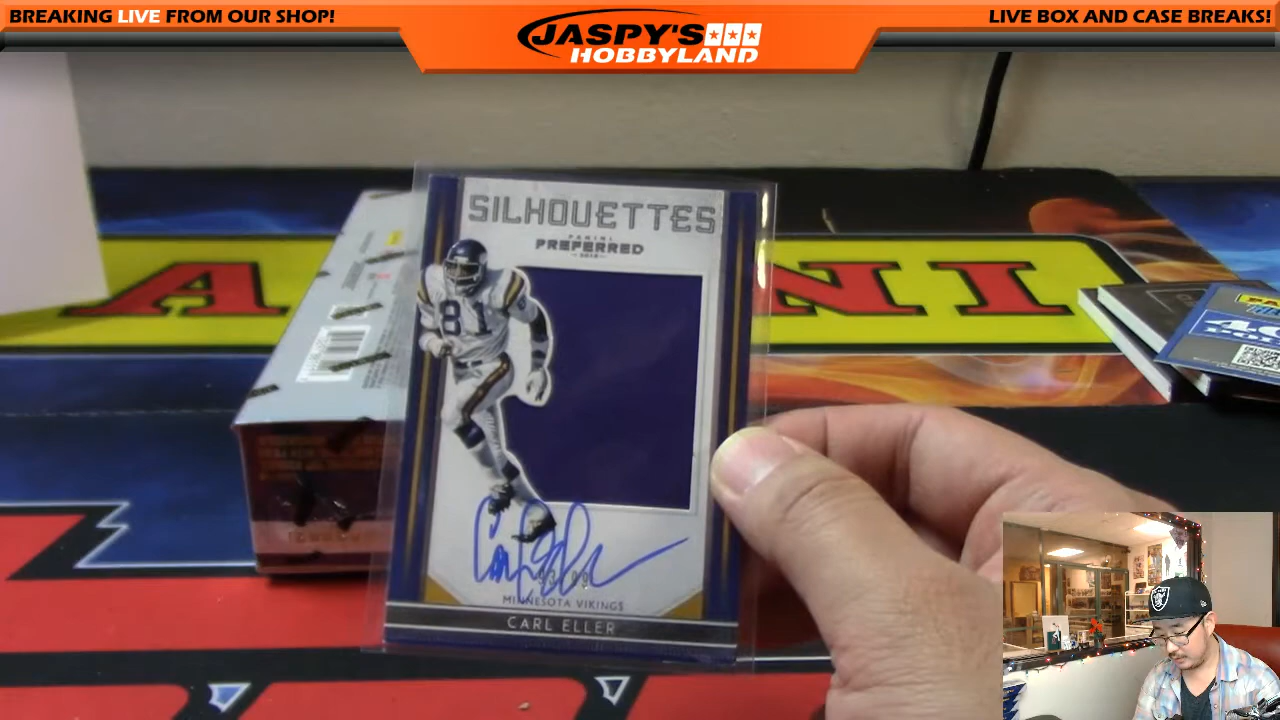 BREAKING LIVE FROM OUR SHOP!
JASPY'S
HOBBYLAND
LIVE BOX AND CASE BREAKS!
SILHOUETTES
PANINI
PREFERRED
81
A
NINI
MINNESOTA VIKINGS
CARL ELLER